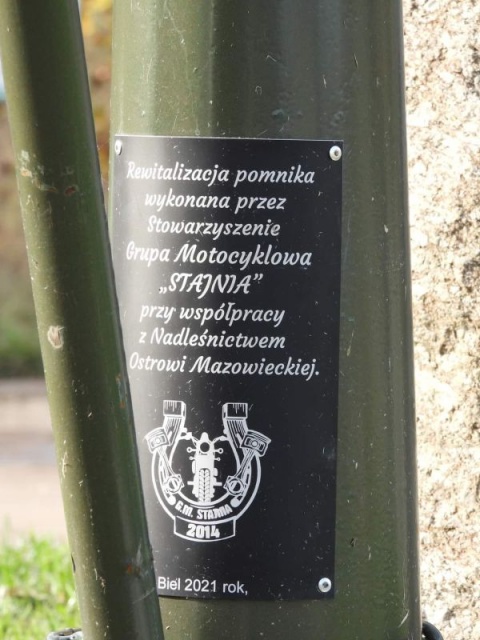 Rewitalizacja pomnika
wykonana przez
Stowarzyszenie
Grupa Motocyklowa
„STAJNIA”
przy współpracy
z Nadleśnictwem
Ostrowi Mazowieckiej.
G.M. STAJNIA
2014
Biel 2021 rok,